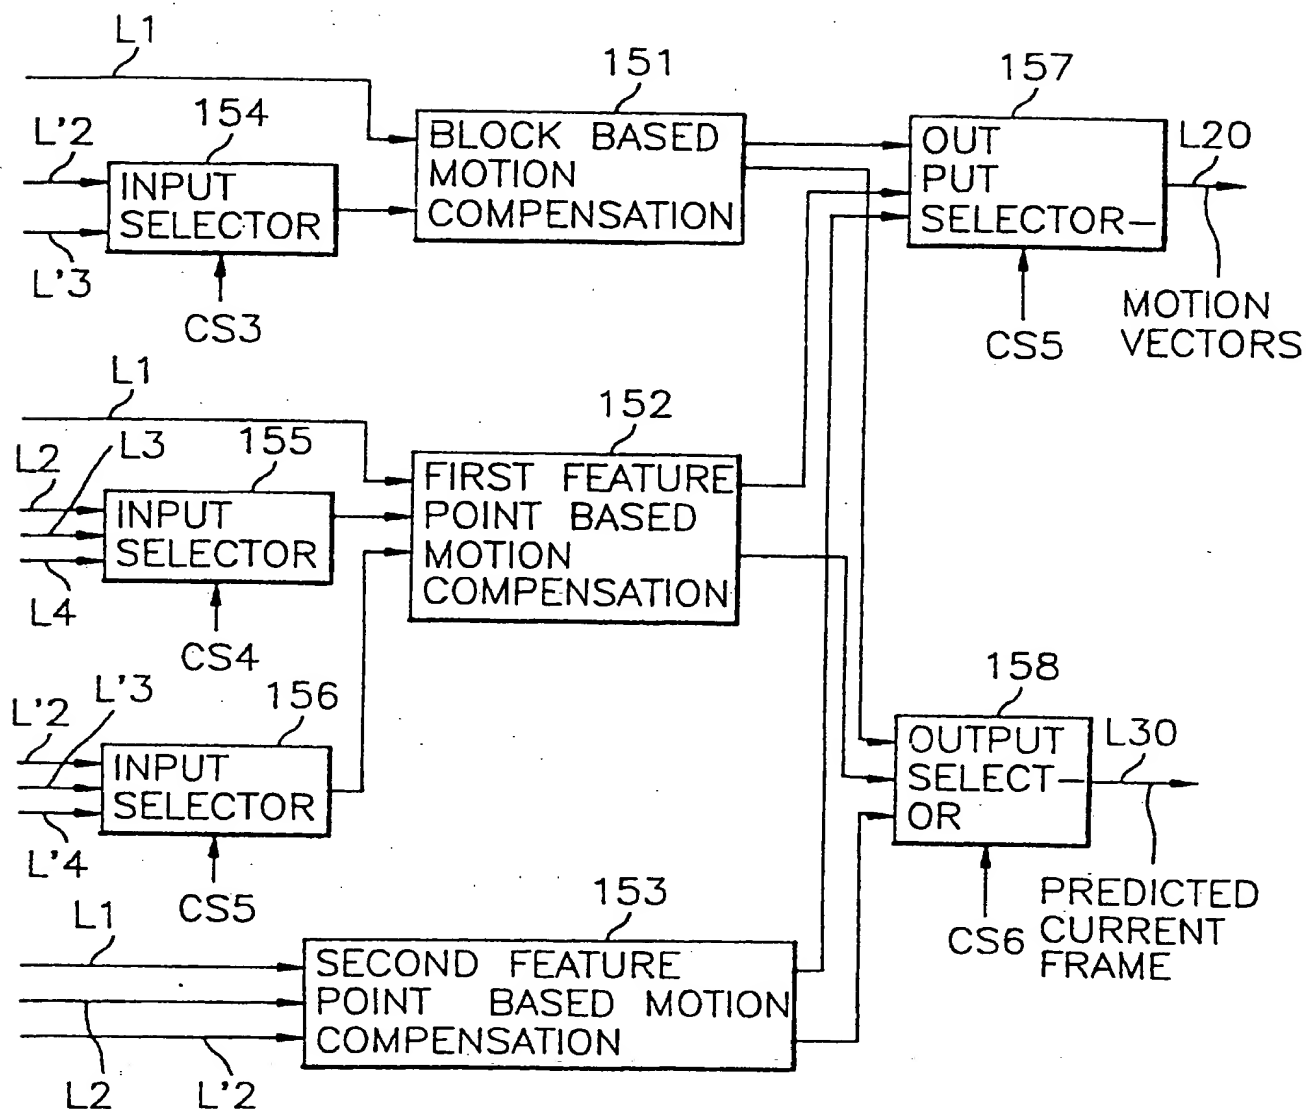 L1
151
157
154
L'2
BLOCK BASED
MOTION
COMPENSATION
OUT
PUT
SELECTOR-
L20
INPUT
SELECTOR
L'3
CS3
CS5
MOTION
VECTORS
L1
152
L3
155
L2
FIRST FEATURE
POINT BASED
MOTION
COMPENSATION
INPUT
SELECTOR
L4
CS4
158
L'3
156
L'2
OUTPUT
SELECT-
OR
L30
INPUT
SELECTOR
L'4
CS5
153
CS6
PREDICTED
CURRENT
FRAME
L1
SECOND FEATURE
POINT BASED MOTION
COMPENSATION
L2
L'2